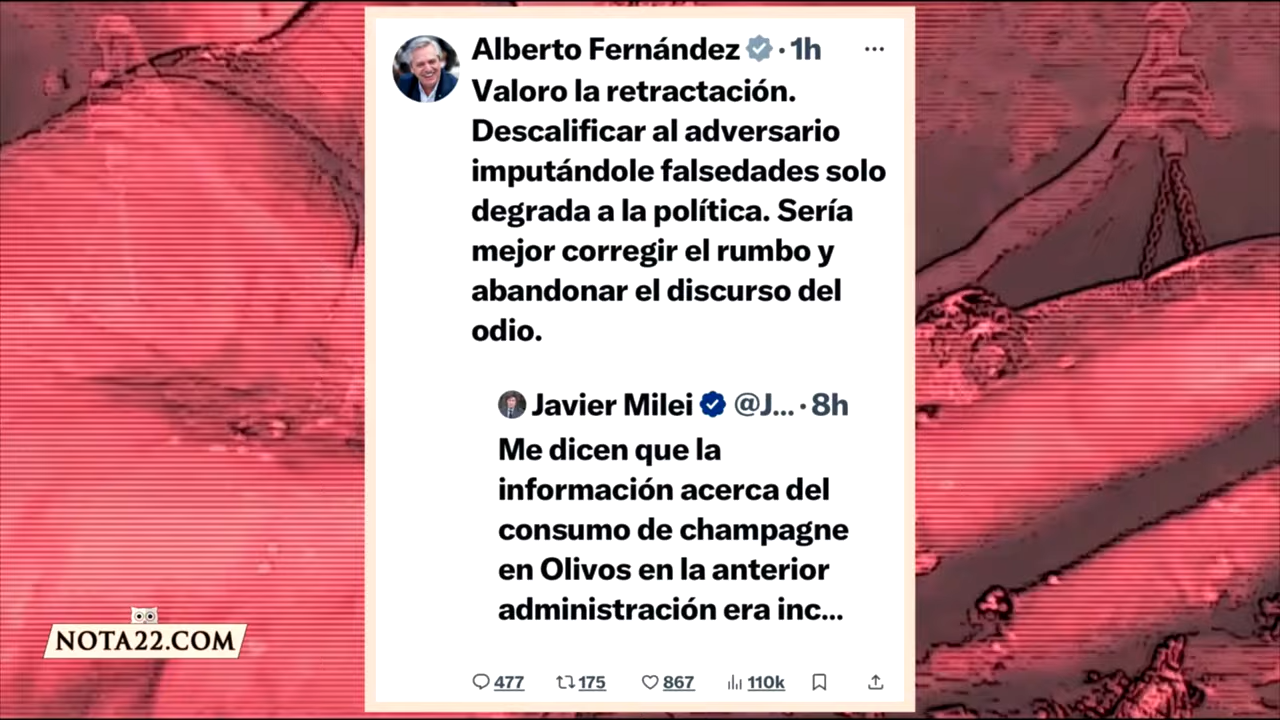 Alberto Fernández · 1h ...
Valoro la retractación.
Descalificar al adversario
imputándole falsedades solo
degrada a la política. Sería
mejor corregir el rumbo y
abandonar el discurso del
odio.
Javier Milei @J... · 8h
Me dicen que la
información acerca del
consumo de champagne
en Olivos en la anterior
administración era inc...
477 175 867 110k
NOTA22.COM